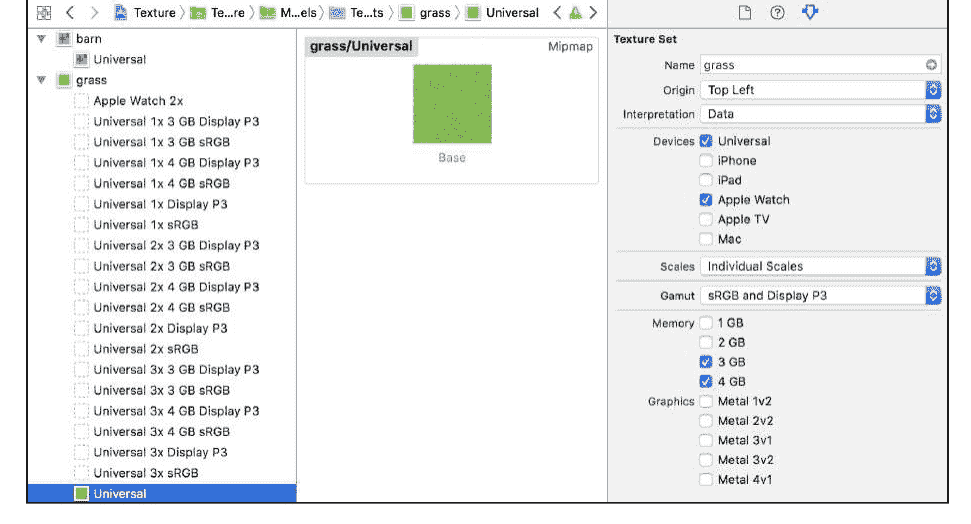 Texture Te...re M...els Te...ts grass Universal
barn
Universal
grass
Apple Watch 2x
Universal 1x 3 GB Display P3
Universal 1x 3 GB sRGB
Universal 1x 4 GB Display P3
Universal 1x 4 GB sRGB
Universal 1x Display P3
Universal 1x sRGB
Universal 2x 3 GB Display P3
Universal 2x 3 GB sRGB
Universal 2x 4 GB Display P3
Universal 2x 4 GB sRGB
Universal 2x Display P3
Universal 2x sRGB
Universal 3x 3 GB Display P3
Universal 3x 3 GB sRGB
Universal 3x 4 GB Display P3
Universal 3x 4 GB sRGB
Universal 3x Display P3
Universal 3x sRGB
Universal
grass/Universal Mipmap
Base
Texture Set
Name grass
Origin Top Left
Interpretation Data
Devices Universal
iPhone
iPad
Apple Watch
Apple TV
Mac
Scales Individual Scales
Gamut sRGB and Display P3
Memory 1 GB
2 GB
3 GB
4 GB
Graphics Metal 1v2
Metal 2v2
Metal 3v1
Metal 3v2
Metal 4v1